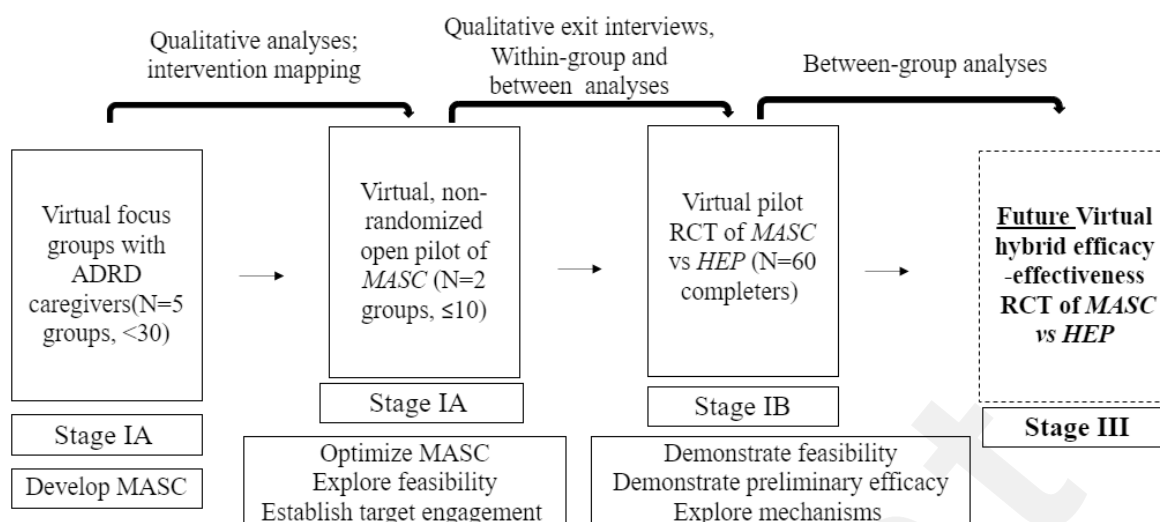 Qualitative analyses;
intervention mapping
Qualitative exit interviews,
Within-group and
between analyses
Between-group analyses
Virtual focus
groups with
ADRD
caregivers(N=5
groups, <30)
Virtual, non-
randomized
open pilot of
MASC (N=2
groups, ≤10)
Virtual pilot
RCT of MASC
vs HEP (N=60
completers)
Future Virtual
hybrid efficacy
-effectiveness
RCT of MASC
vs HEP
Stage IA
Stage IA
Stage IB
Stage III
Develop MASC
Optimize MASC
Explore feasibility
Establish target engagement
Demonstrate feasibility
Demonstrate preliminary efficacy
Explore mechanisms